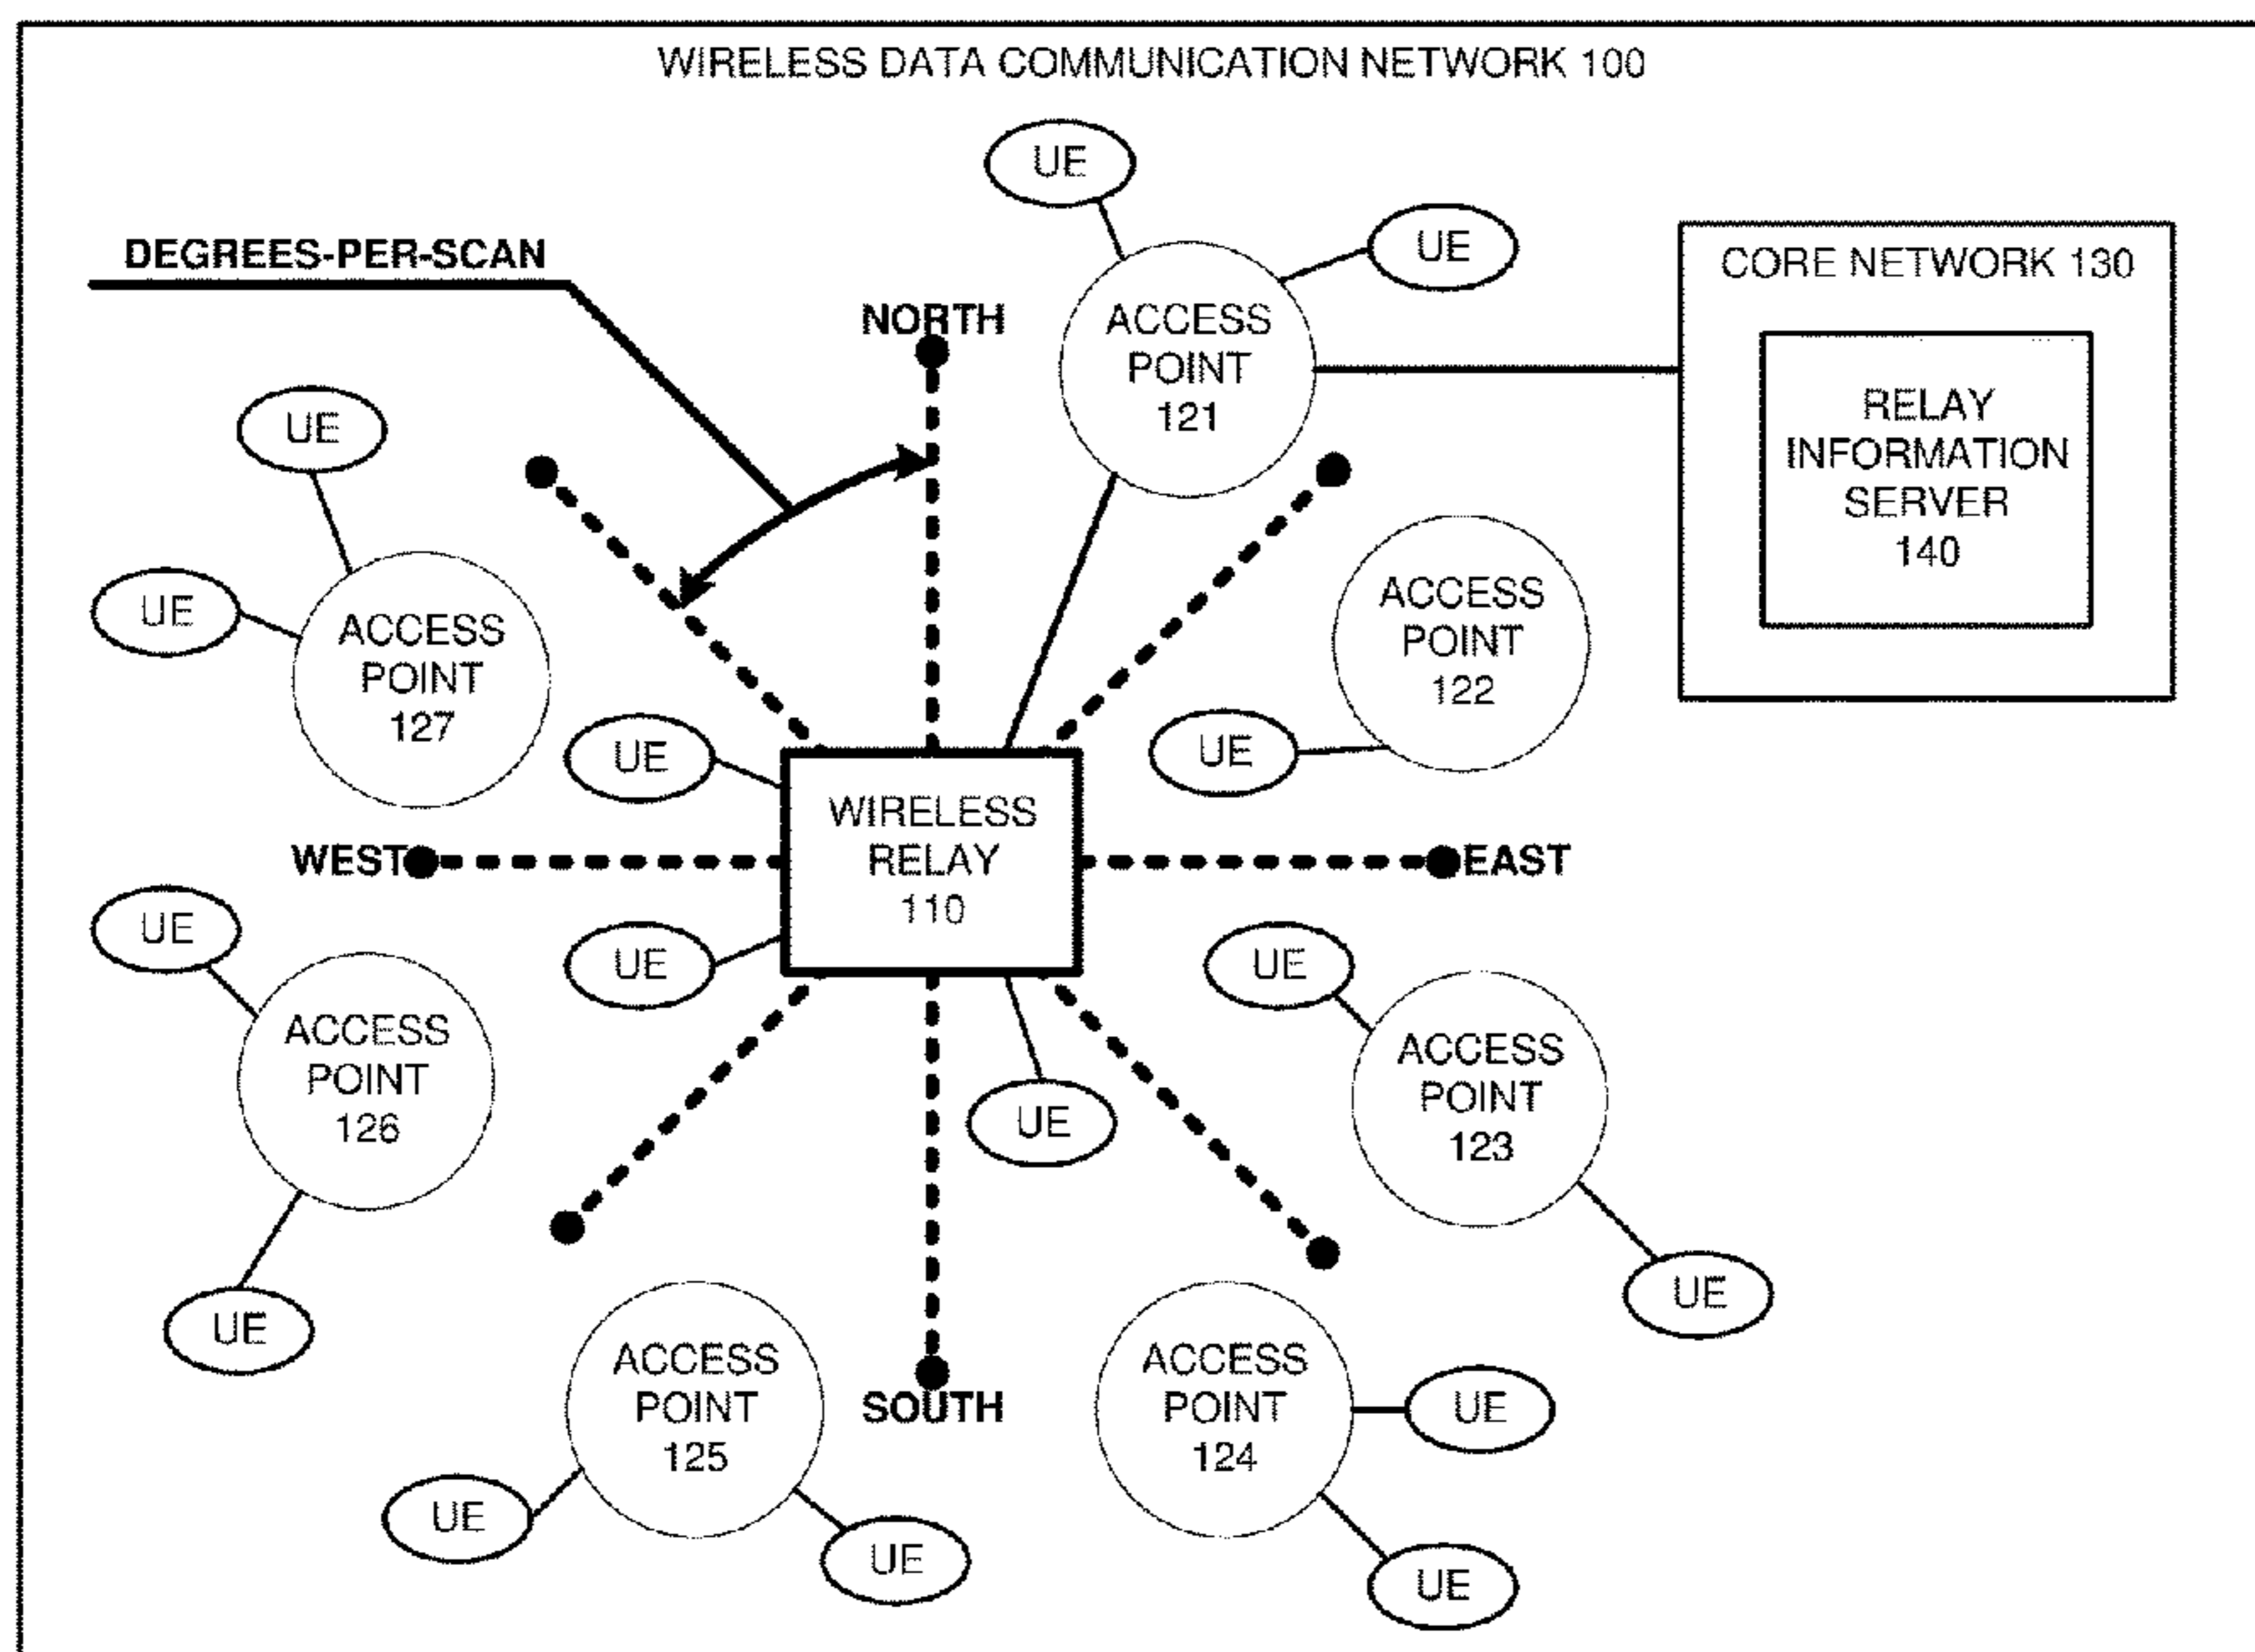 WIRELESS DATA COMMUNICATION NETWORK 100
UE
UE
DEGREES-PER-SCAN
CORE NETWORK 130
NORTH
ACCESS
POINT
121
RELAY
INFORMATION
SERVER
140
UE
UE
ACCESS
POINT
127
ACCESS
POINT
122
UE
UE
WIRELESS
RELAY
110
WEST
EAST
UE
UE
UE
ACCESS
POINT
126
ACCESS
POINT
123
UE
UE
UE
ACCESS
POINT
125
SOUTH
ACCESS
POINT
124
UE
UE
UE
UE